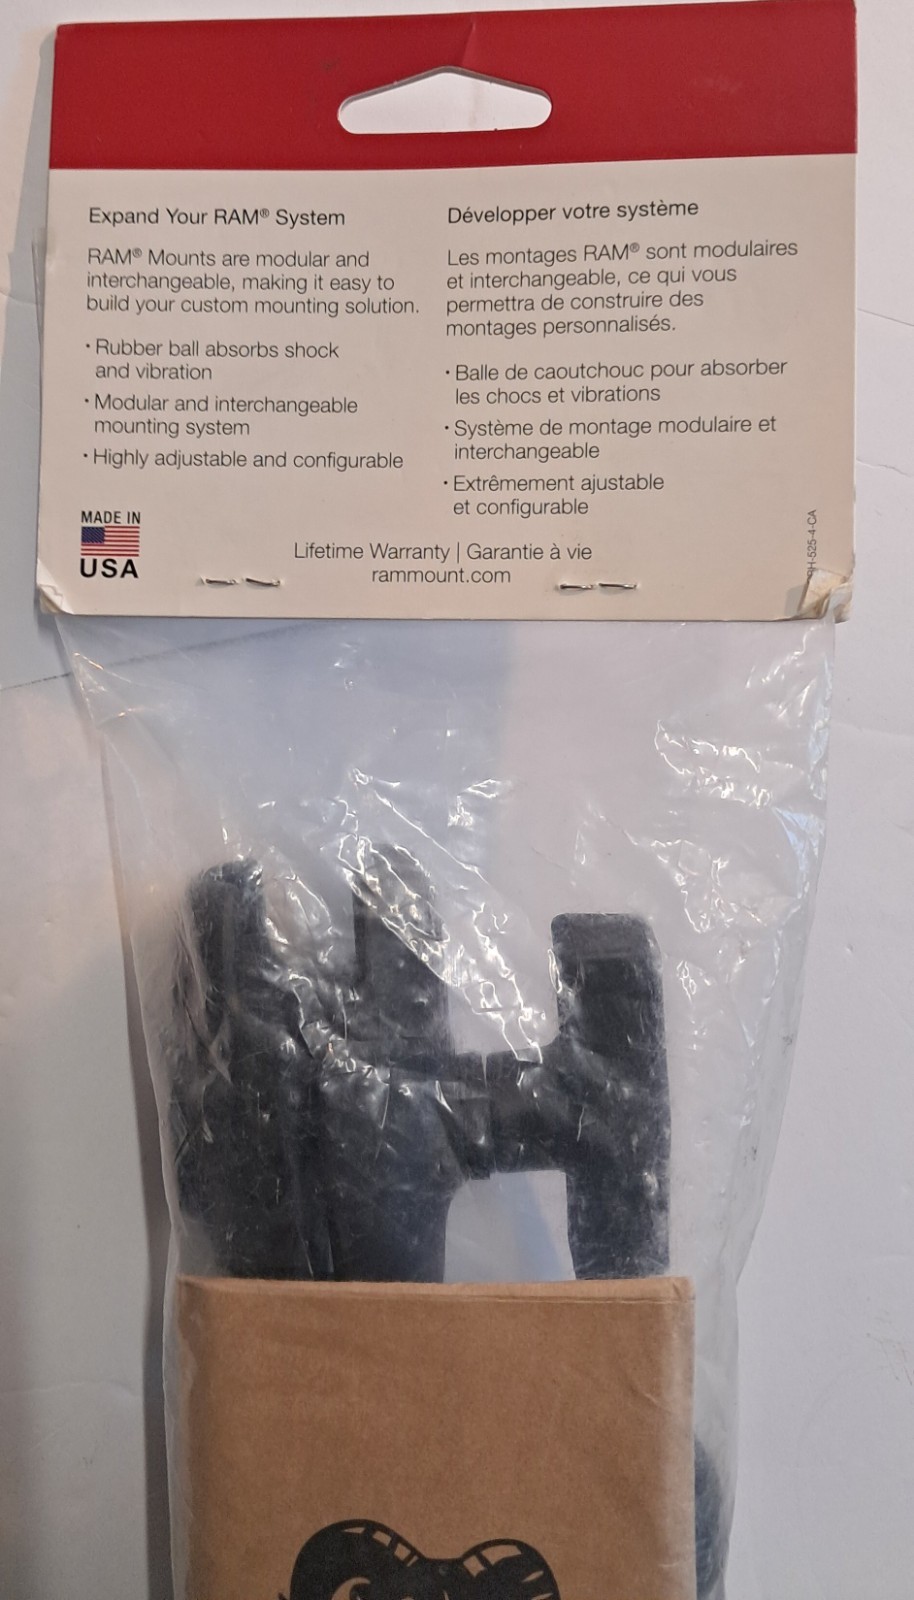 Expand Your RAM® System
RAM® Mounts are modular and
interchangeable, making it easy to
build your custom mounting solution.
· Rubber ball absorbs shock
and vibration
· Modular and interchangeable
mounting system
· Highly adjustable and configurable
Développer votre système
Les montages RAM® sont modulaires
et interchangeable, ce qui vous
permettra de construire des
montages personnalisés.
· Balle de caoutchouc pour absorber
les chocs et vibrations
· Système de montage modulaire et
interchangeable
· Extrêmement ajustable
et configurable
MADE IN
USA
Lifetime Warranty | Garantie à vie
rammount.com
H-525-4-CA